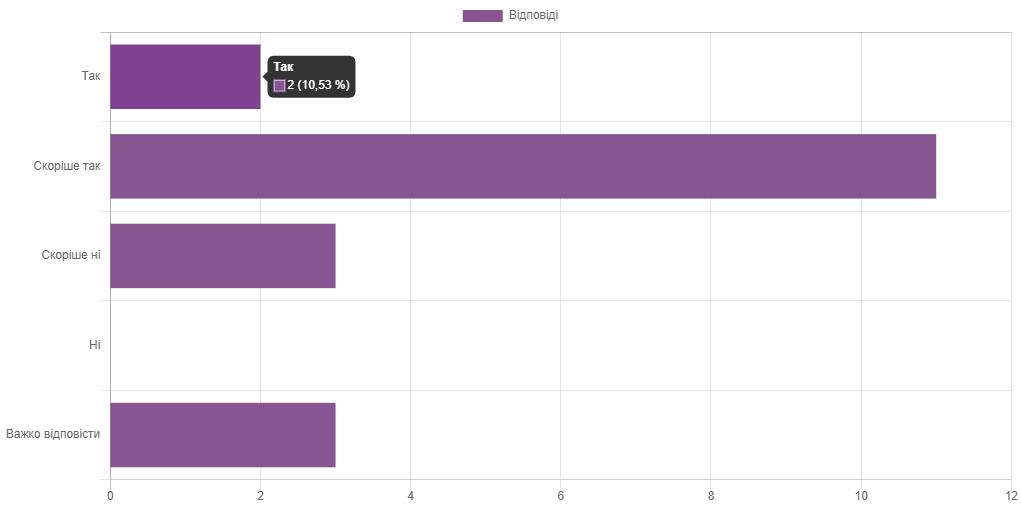 Відповіді
Так
Так
2 (10,53 %)
Скоріше так
Скоріше ні
Ні
Важко відповісти
0 2 4 6 8 10 12